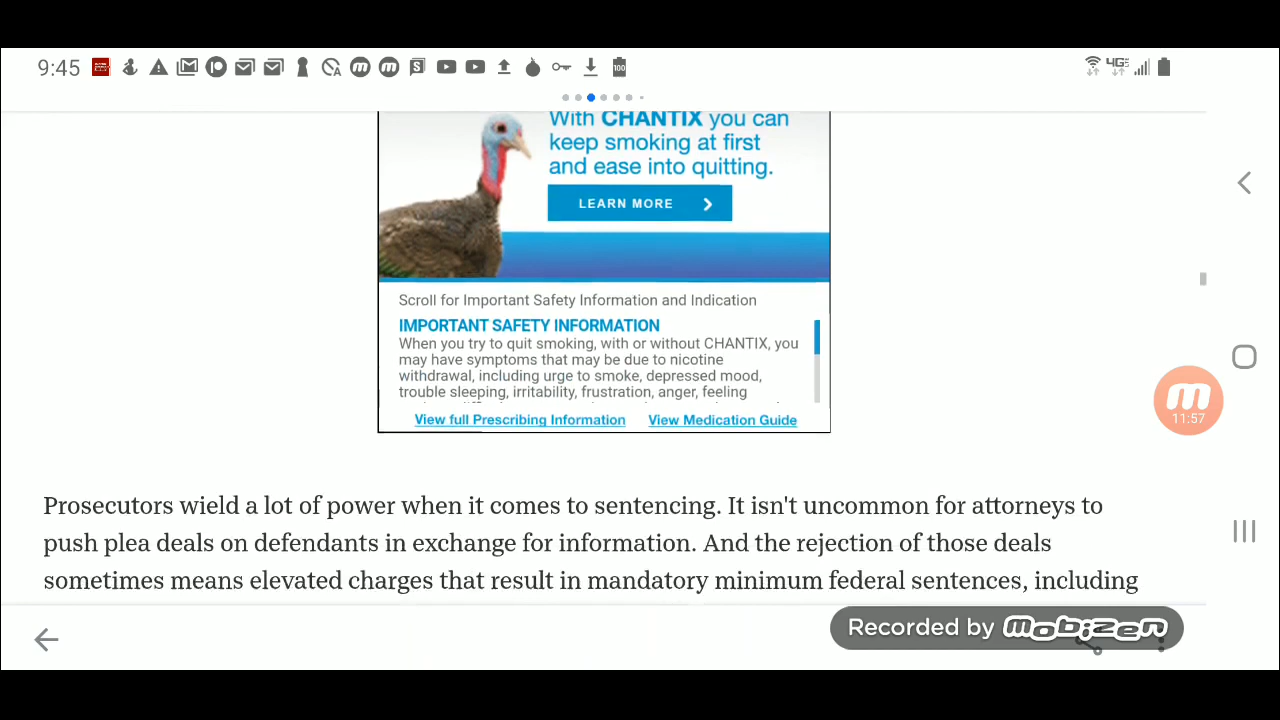 9:45
100
4G
With CHANTIX you can
keep smoking at first
and ease into quitting.
LEARN MORE
Scroll for Important Safety Information and Indication
IMPORTANT SAFETY INFORMATION
When you try to quit smoking, with or without CHANTIX, you
may have symptoms that may be due to nicotine
withdrawal, including urge to smoke, depressed mood,
trouble sleeping, irritability, frustration, anger, feeling
View full Prescribing Information View Medication Guide
11:57
Prosecutors wield a lot of power when it comes to sentencing. It isn't uncommon for attorneys to
push plea deals on defendants in exchange for information. And the rejection of those deals
sometimes means elevated charges that result in mandatory minimum federal sentences, including
Recorded by mobizen